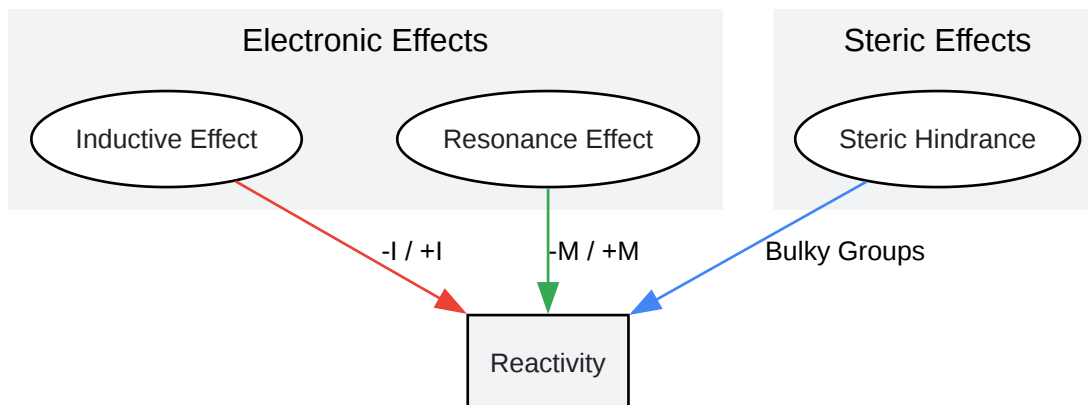 Electronic Effects
Steric Effects
Inductive Effect
Resonance Effect
Steric Hindrance
-I / +I
-M / +M
Bulky Groups
Reactivity